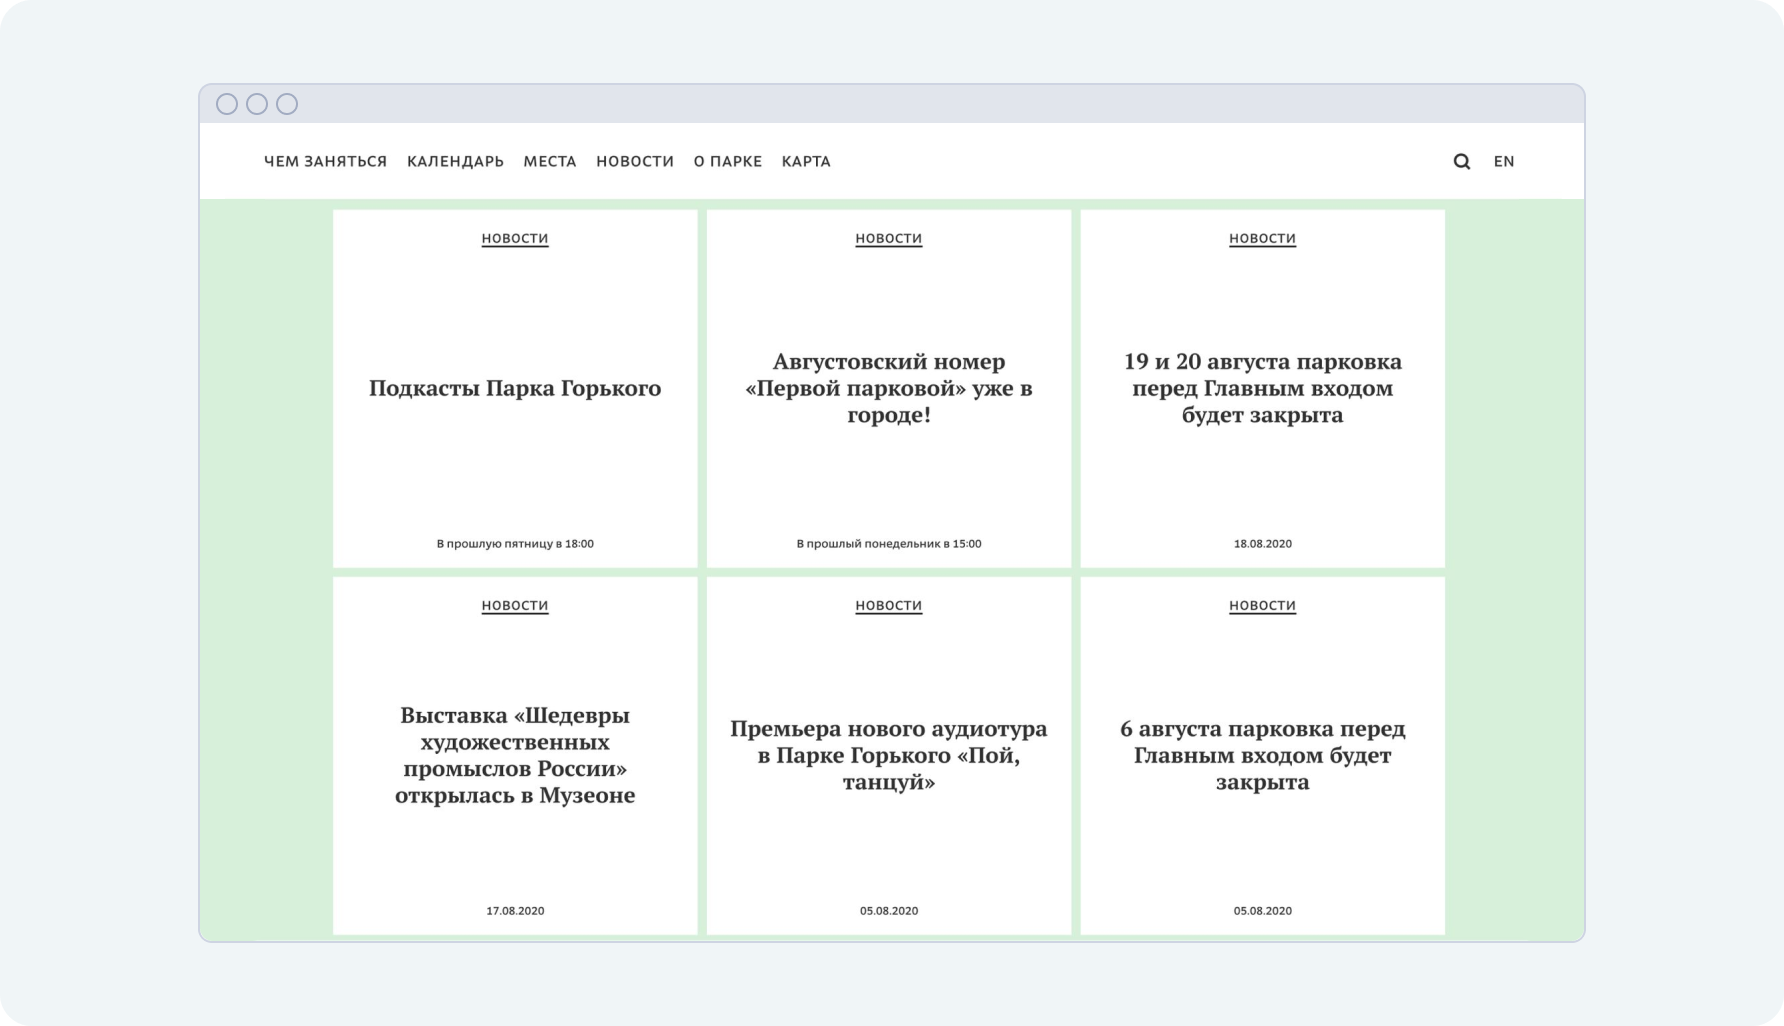 ЧЕМ ЗАНЯТЬСЯ КАЛЕНДАРЬ МЕСТА НОВОСТИ О ПАРКЕ КАРТА EN
НОВОСТИ
Подкасты Парка Горького
В прошлую пятницу в 18:00
НОВОСТИ
Августовский номер
«Первой парковой» уже в
городе!
В прошлый понедельник в 15:00
НОВОСТИ
19 и 20 августа парковка
перед Главным входом
будет закрыта
18.08.2020
НОВОСТИ
Выставка «Шедевры
художественных
промыслов России»
открылась в Музеоне
17.08.2020
НОВОСТИ
Премьера нового аудиотура
в Парке Горького «Пой,
танцуй»
05.08.2020
НОВОСТИ
6 августа парковка перед
Главным входом будет
закрыта
05.08.2020